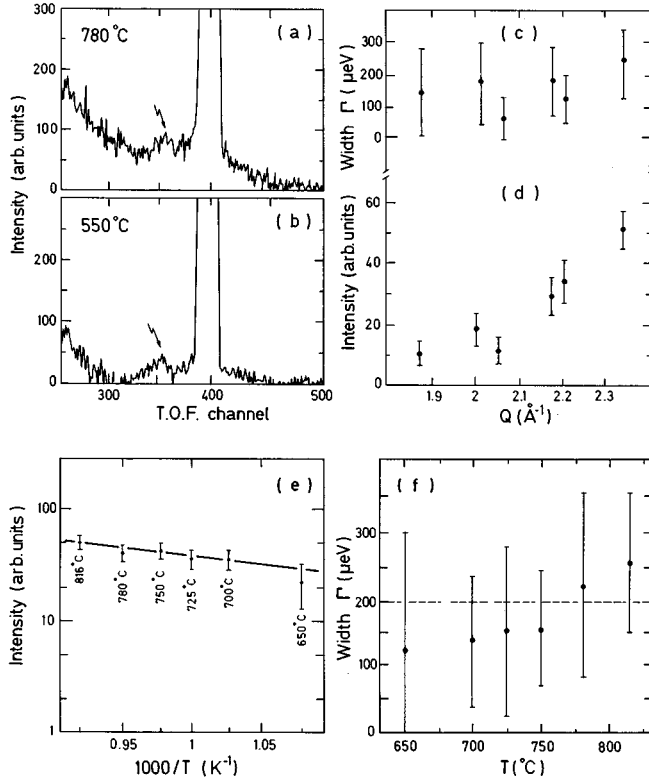 780°C
( a )
300
200
100
0
Intensity (arb. units)
550°C
( b )
200
100
50
0
300
400
500
T.O.F. channel
( c )
300
200
100
0
Width Γ (μeV)
( d )
60
40
20
0
Intensity (arb. units)
1.9
2
2.1
2.2
2.3
Q (Å⁻¹)
( e )
100
10
1
Intensity (arb. units)
816°C
780°C
750°C
725°C
700°C
650°C
0.95
1
1.05
1000/T (K⁻¹)
( f )
300
200
100
0
Width Γ (μeV)
650
700
750
800
T(°C)